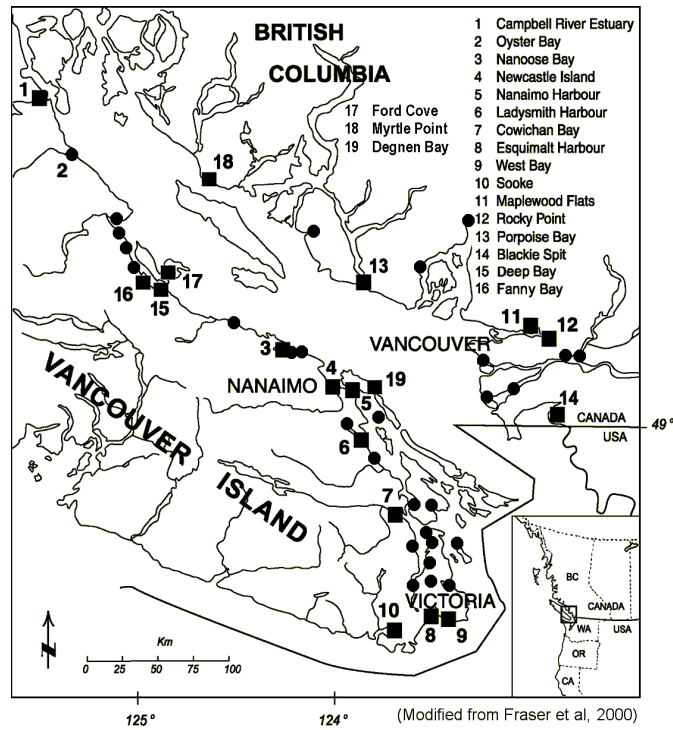 BRITISH
COLUMBIA
1 Campbell River Estuary
2 Oyster Bay
3 Nanoose Bay
4 Newcastle Island
5 Nanaimo Harbour
6 Ladysmith Harbour
7 Cowichan Bay
8 Esquimalt Harbour
9 West Bay
10 Sooke
11 Maplewood Flats
12 Rocky Point
13 Porpoise Bay
14 Blackie Spit
15 Deep Bay
16 Fanny Bay
17 Ford Cove
18 Myrtle Point
19 Degnen Bay
1
2
18
17
16
15
13
11
12
3
VANCOUVER
4
19
NANAIMO
5
14
CANADA
USA
49°
6
VANCOUVER
ISLAND
7
VICTORIA
10
8
9
BC
CANADA
USA
WA
OR
CA
N
Km
0 25 50 75 100
125°
124°
(Modified from Fraser et al, 2000)